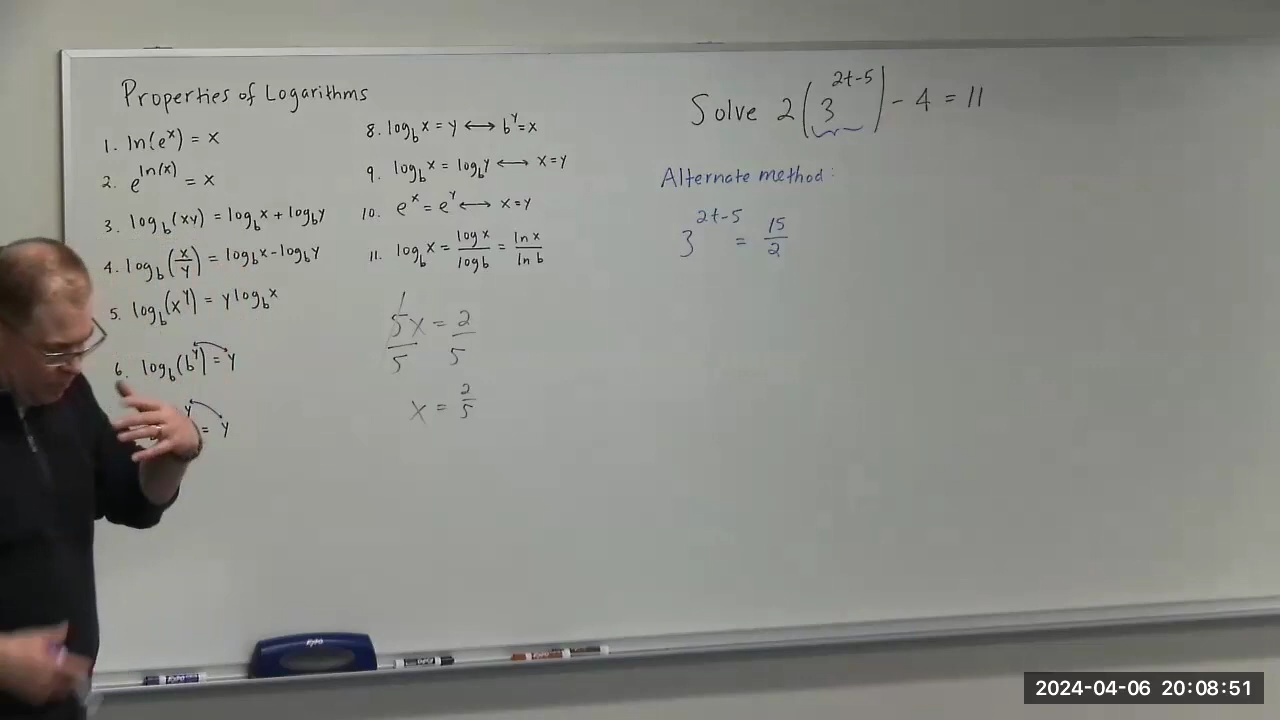 Properties of Logarithms
1. ln(e^x) = x
2. e^ln(x) = x
3. log_b(xy) = log_b x + log_b y
4. log_b(x/y) = log_b x - log_b y
5. log_b(x^y) = y log_b x
6. log_b(b^y) = y
y = y
8. log_b x = y ⟷ b^y = x
9. log_b x = log_b y ⟷ x = y
10. e^x = e^y ⟷ x = y
11. log_b x = log x / log b = ln x / ln b
1
5x = 2
5 5
x = 2/5
Solve 2(3^2t-5) - 4 = 11
Alternate method:
3^2t-5 = 15/2
EXPO
2024-04-06 20:08:51